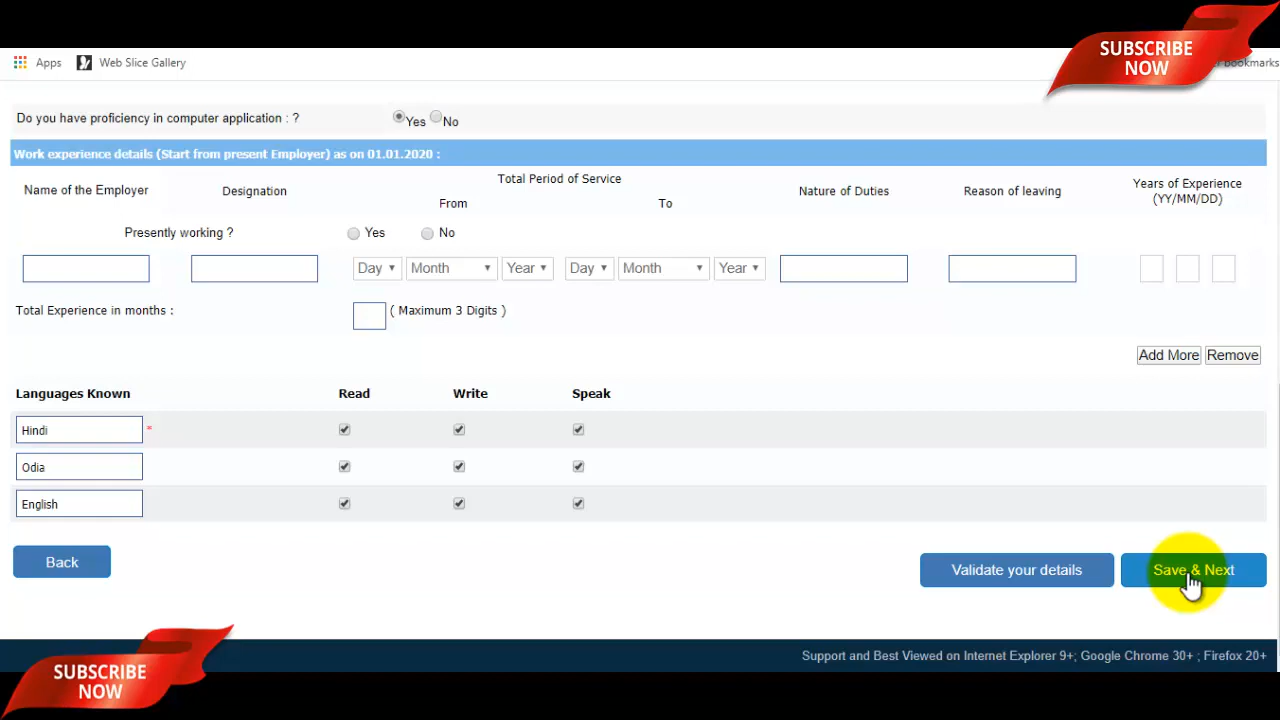 SUBSCRIBE
NOW
Apps Web Slice Gallery
bookmarks
Do you have proficiency in computer application : ? Yes No
Work experience details (Start from present Employer) as on 01.01.2020 :
Name of the Employer Designation Total Period of Service Nature of Duties Reason of leaving Years of Experience
(YY/MM/DD)
From To
Presently working ? Yes No
Day Month Year Day Month Year
Total Experience in months : ( Maximum 3 Digits )
Add More Remove
Languages Known Read Write Speak
Hindi *
Odia
English
Back Validate your details Save & Next
Support and Best Viewed on Internet Explorer 9+; Google Chrome 30+ ; Firefox 20+
SUBSCRIBE
NOW